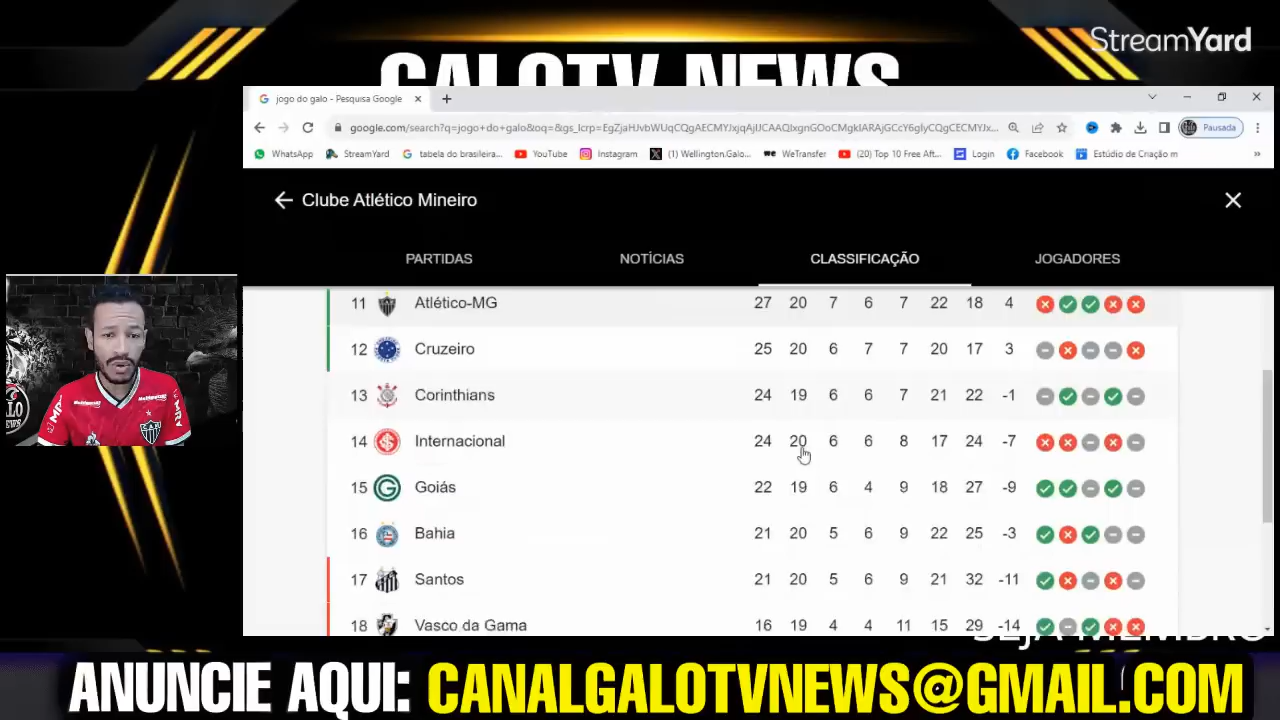 StreamYard
GALOTV NEWS
jogo do galo - Pesquisa Google
google.com/search?q=jogo+do+galo&oq=&gs_lcrp=EgZjaHJvbWUqCQgAECMYJxjqAjIJCAAQIxgnGOoCMgkIARAjGCcY6gIyCQgCECMYJx...
Pausada
WhatsApp
StreamYard
tabela do brasileira...
YouTube
Instagram
(1) Wellington,Galo...
WeTransfer
(20) Top 10 Free Aft...
Login
Facebook
Estúdio de Criação m
Clube Atlético Mineiro
PARTIDAS NOTÍCIAS CLASSIFICAÇÃO JOGADORES
11 Atlético-MG 27 20 7 6 7 22 18 4
12 Cruzeiro 25 20 6 7 7 20 17 3
13 Corinthians 24 19 6 6 7 21 22 -1
14 Internacional 24 20 6 6 8 17 24 -7
15 Goiás 22 19 6 4 9 18 27 -9
16 Bahia 21 20 5 6 9 22 25 -3
17 Santos 21 20 5 6 9 21 32 -11
18 Vasco da Gama 16 19 4 4 11 15 29 -14
SEJA MEMBRO
ANUNCIE AQUI: CANALGALOTVNEWS@GMAIL.COM